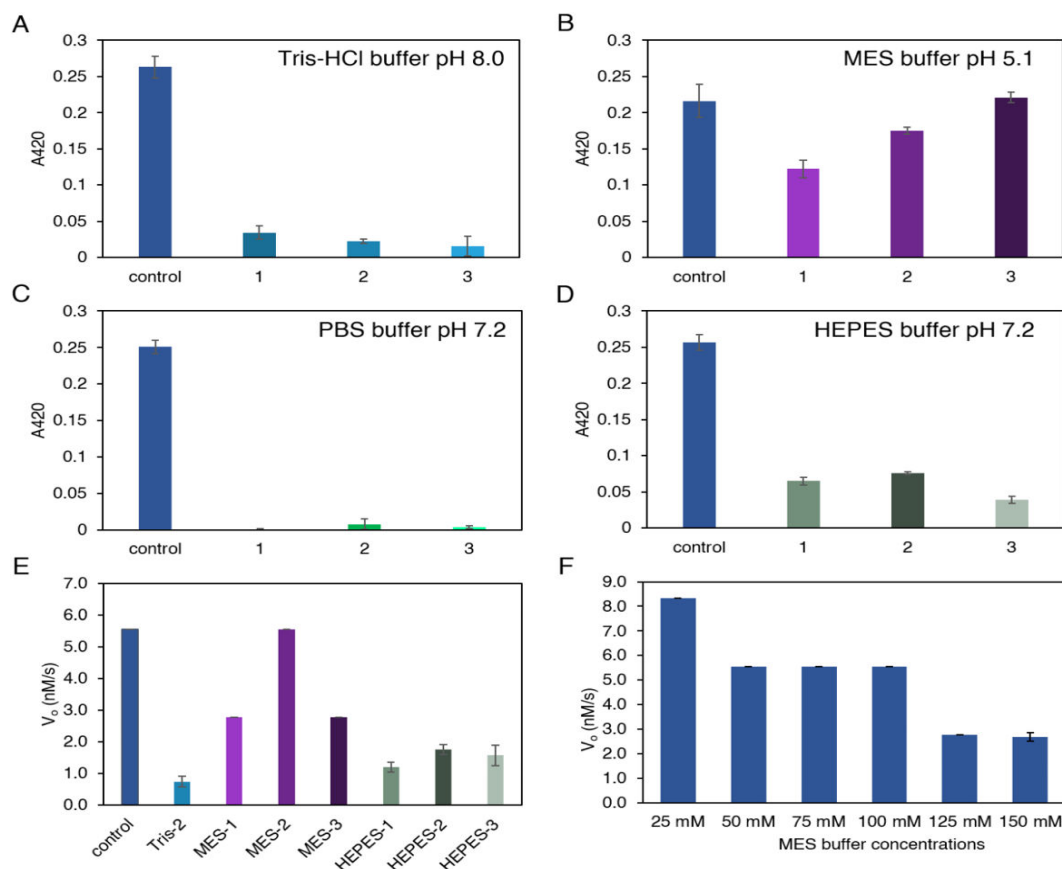 A
Tris-HCl buffer pH 8.0
A420
0.3
0.25
0.2
0.15
0.1
0.05
0
control 1 2 3
B
MES buffer pH 5.1
A420
0.3
0.25
0.2
0.15
0.1
0.05
0
control 1 2 3
C
PBS buffer pH 7.2
A420
0.3
0.25
0.2
0.15
0.1
0.05
0
control 1 2 3
D
HEPES buffer pH 7.2
A420
0.3
0.25
0.2
0.15
0.1
0.05
0
control 1 2 3
E
Vo (nM/s)
7.0
6.0
5.0
4.0
3.0
2.0
1.0
0.0
control Tris-2 MES-1 MES-2 MES-3 HEPES-1 HEPES-2 HEPES-3
F
Vo (nM/s)
9.0
8.0
7.0
6.0
5.0
4.0
3.0
2.0
1.0
0.0
25 mM 50 mM 75 mM 100 mM 125 mM 150 mM
MES buffer concentrations